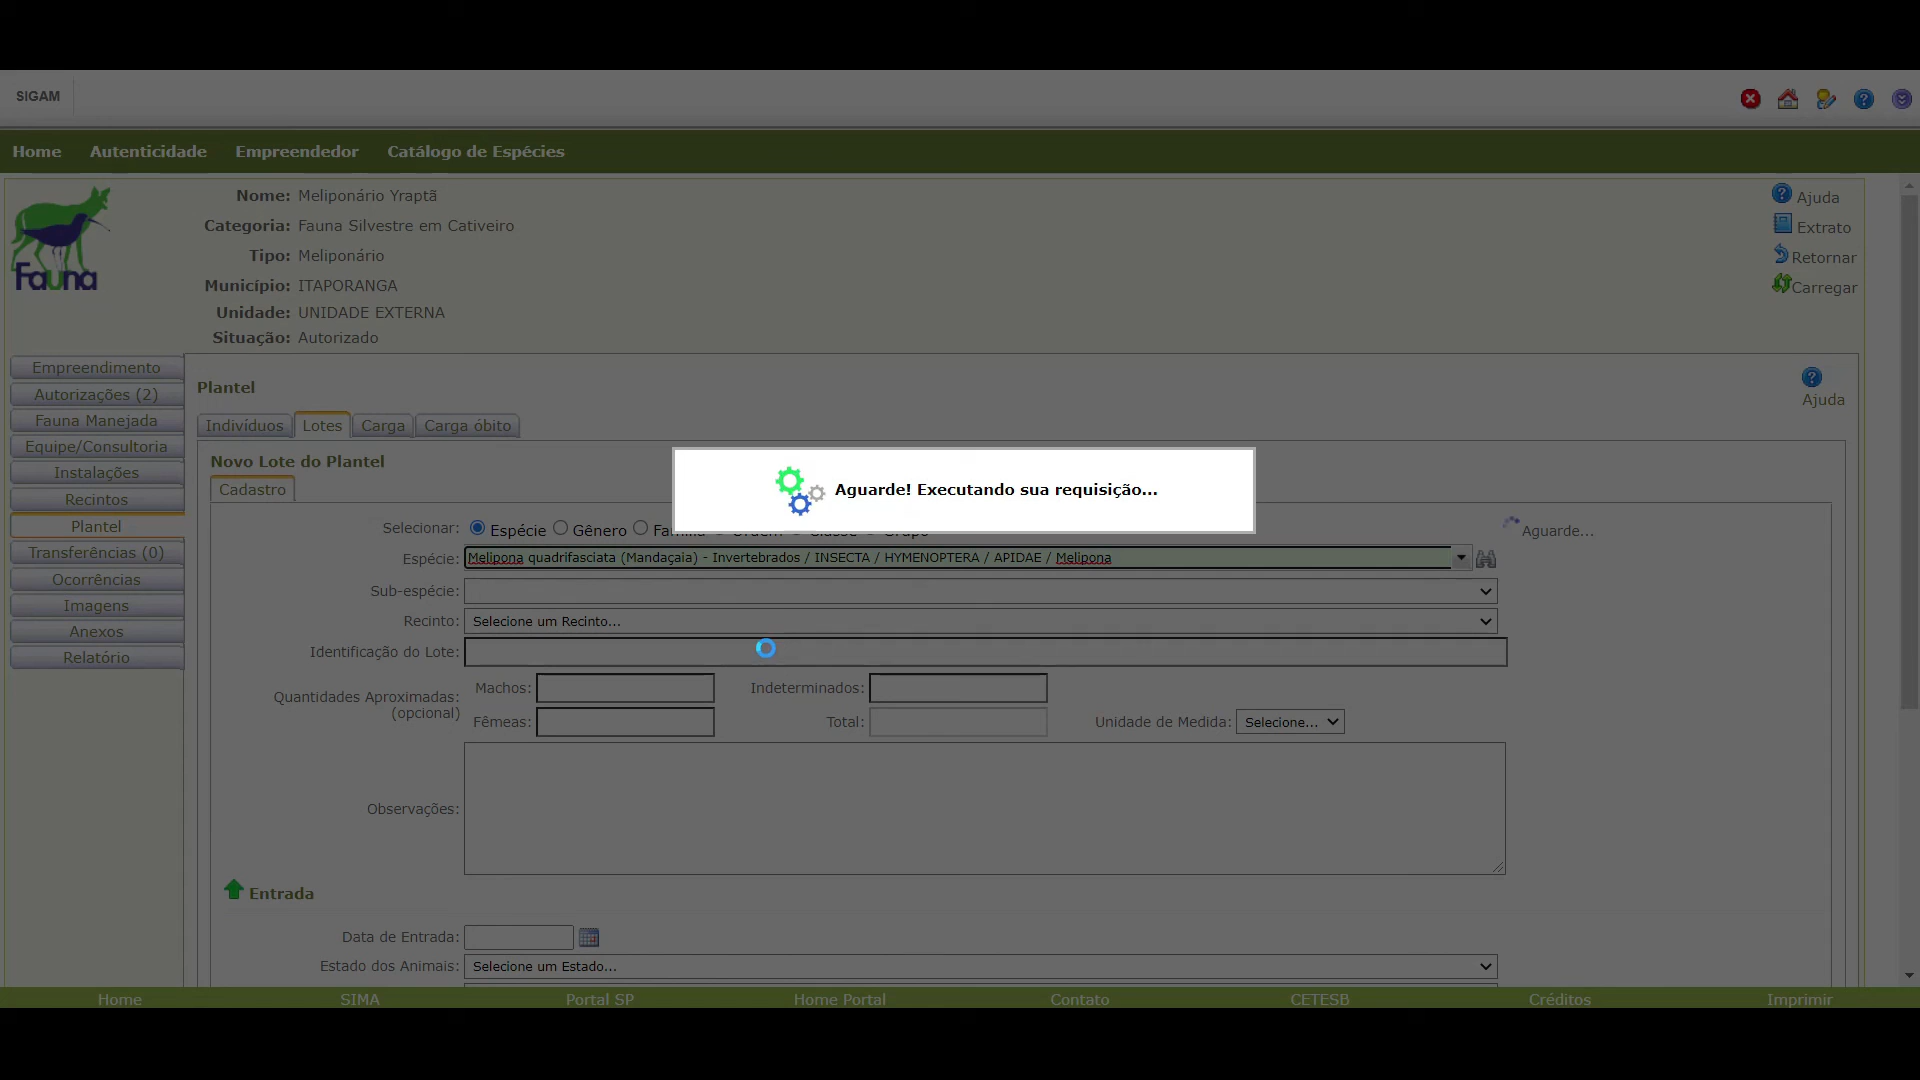 SIGAM
Home Autenticidade Empreendedor Catálogo de Espécies
Fauna
Nome: Meliponário Yraptã
Categoria: Fauna Silvestre em Cativeiro
Tipo: Meliponário
Município: ITAPORANGA
Unidade: UNIDADE EXTERNA
Situação: Autorizado
Ajuda
Extrato
Retornar
Carregar
Empreendimento
Autorizações (2)
Fauna Manejada
Equipe/Consultoria
Instalações
Recintos
Plantel
Transferências (0)
Ocorrências
Imagens
Anexos
Relatório
Plantel
Ajuda
Indivíduos Lotes Carga Carga óbito
Novo Lote do Plantel
Cadastro
Aguarde! Executando sua requisição...
Selecionar: Espécie Gênero
Aguarde...
Espécie: Melipona quadrifasciata (Mandaçaia) - Invertebrados / INSECTA / HYMENOPTERA / APIDAE / Melipona
Sub-espécie:
Recinto: Selecione um Recinto...
Identificação do Lote:
Quantidades Aproximadas:
(opcional)
Machos: Indeterminados:
Fêmeas: Total: Unidade de Medida: Selecione...
Observações:
Entrada
Data de Entrada:
Estado dos Animais: Selecione um Estado...
Home SIMA Portal SP Home Portal Contato CETESB Créditos Imprimir